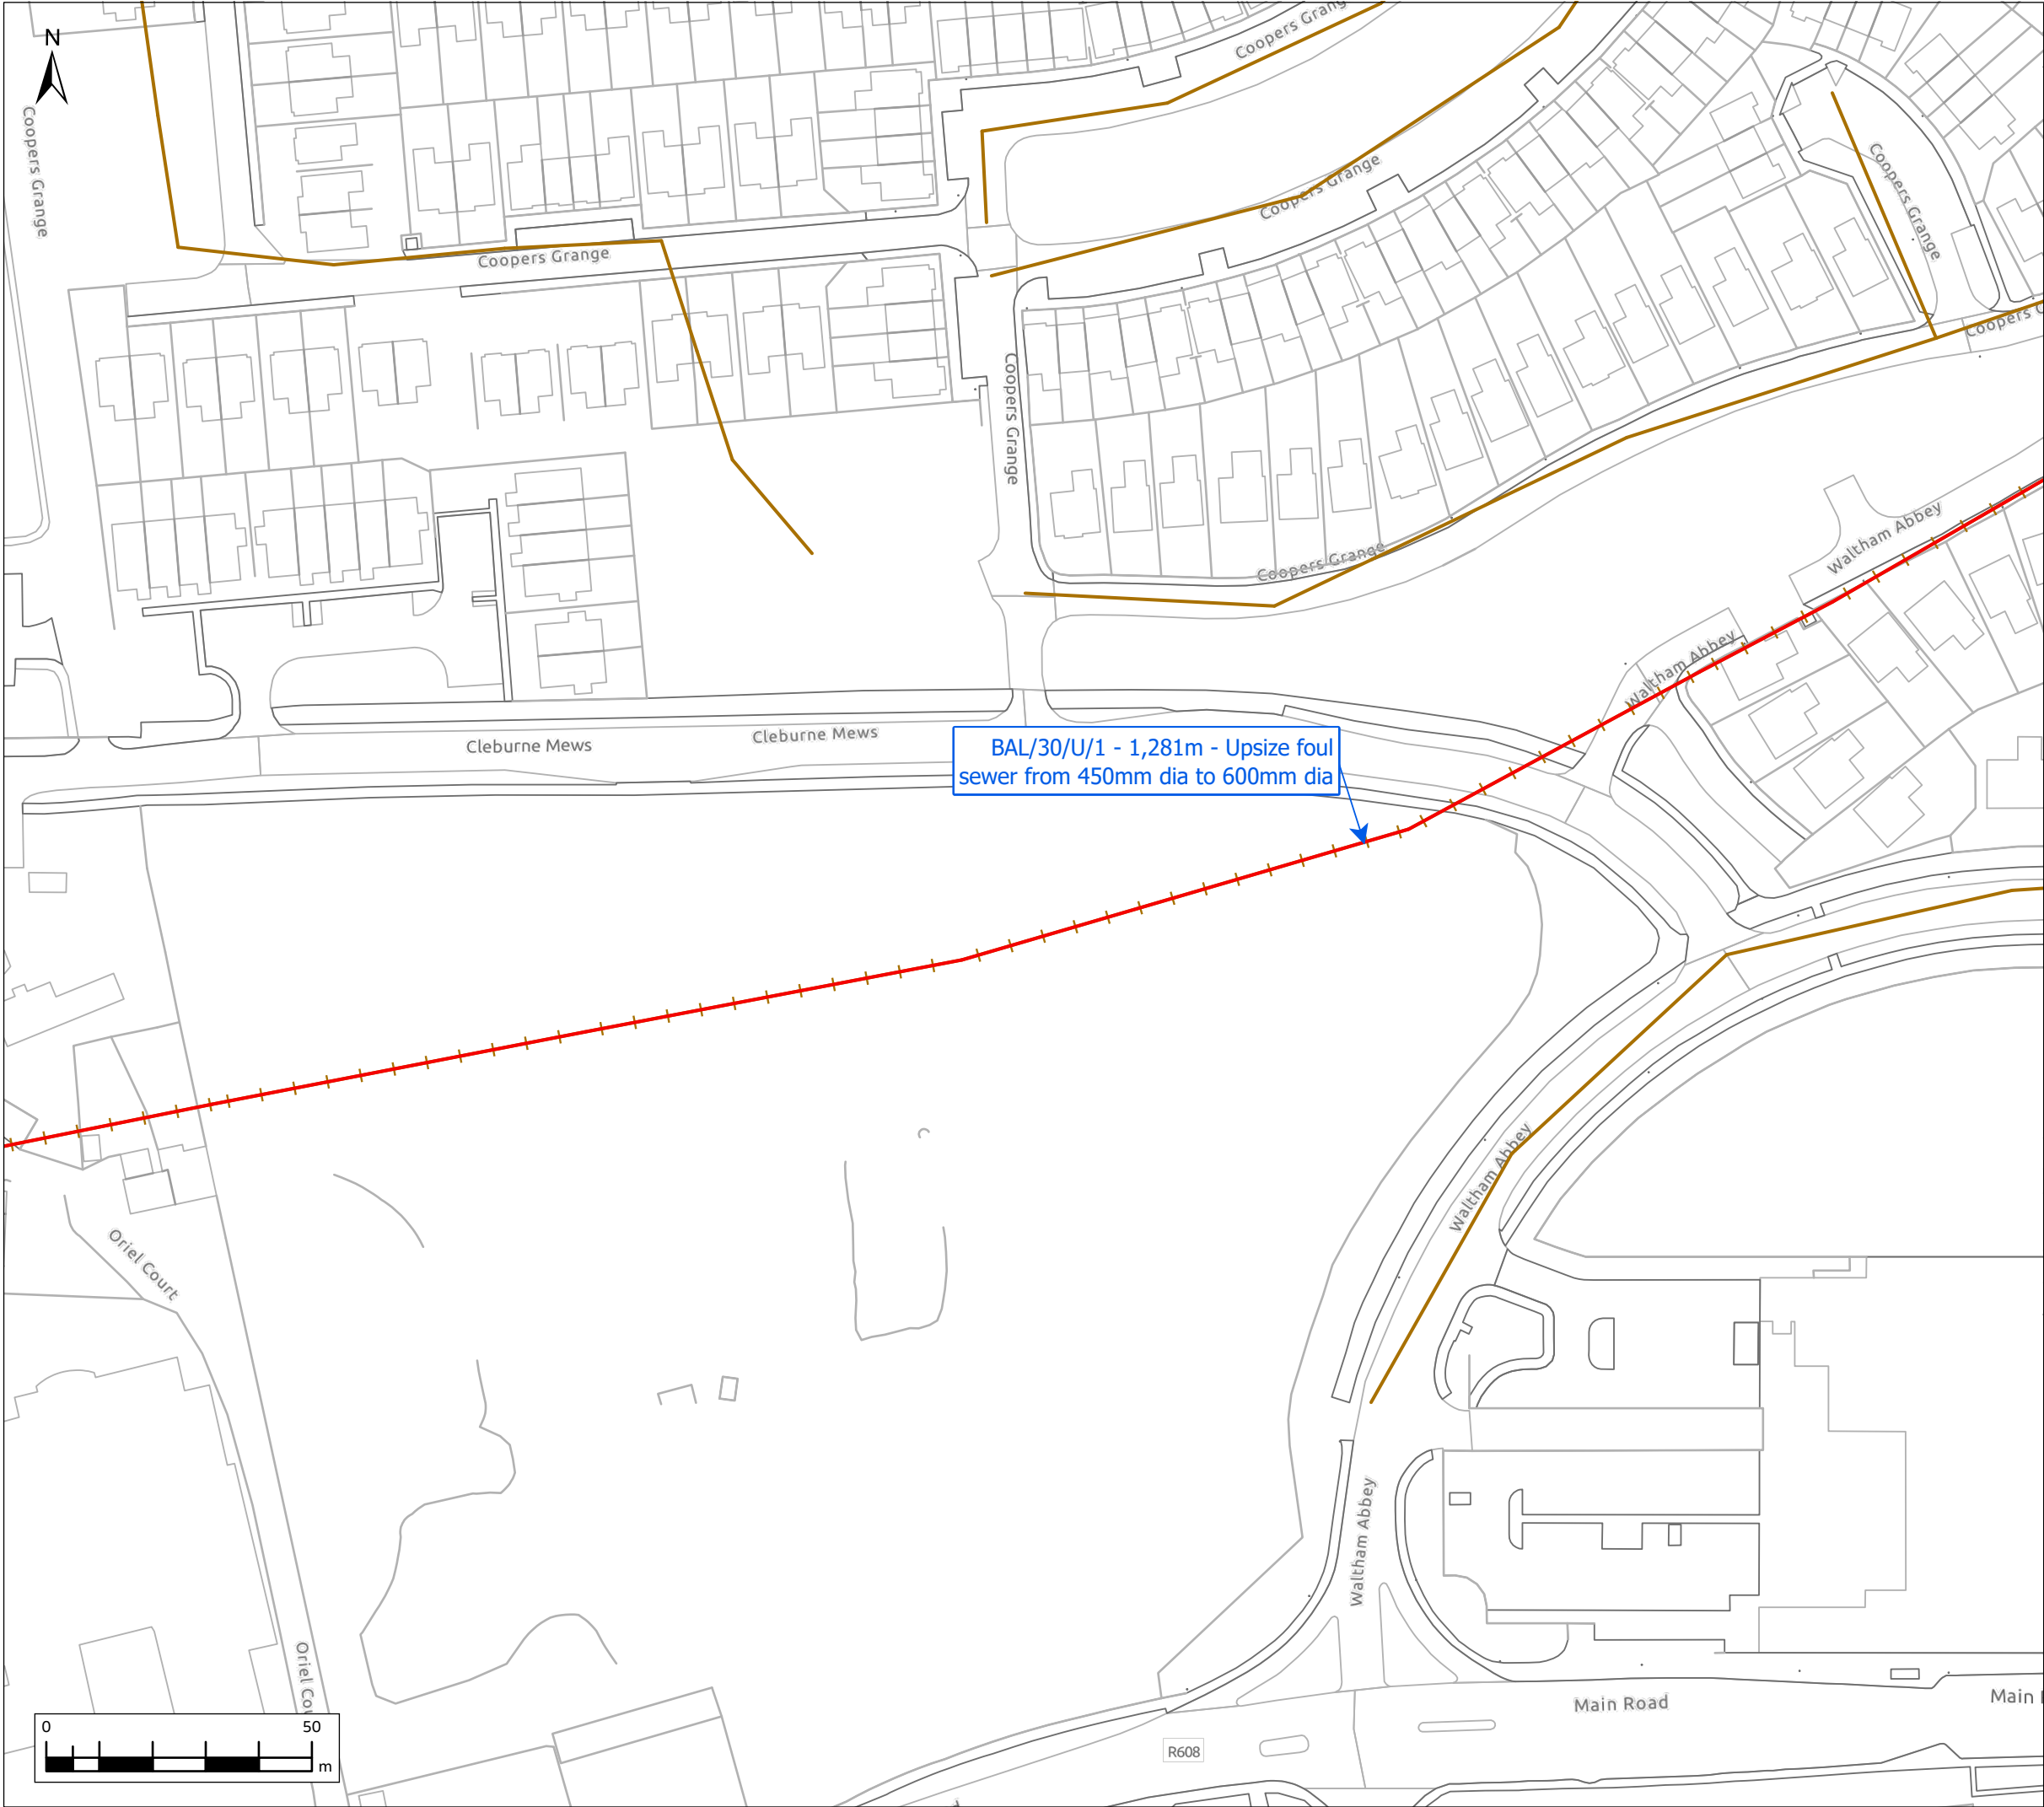 Coopers Grange
N
Coopers Grange
Coopers Grange
Coopers Grange
Coopers Grange
Coopers Grange
Coopers
Coopers Grange
Waltham Abbey
Waltham Abbey
Cleburne Mews
Cleburne Mews
BAL/30/U/1 - 1,281m - Upsize foul
sewer from 450mm dia to 600mm dia
Waltham Abbey
Oriel Court
Waltham Abbey
Oriel
Main Road
Main
R608
0 50
m